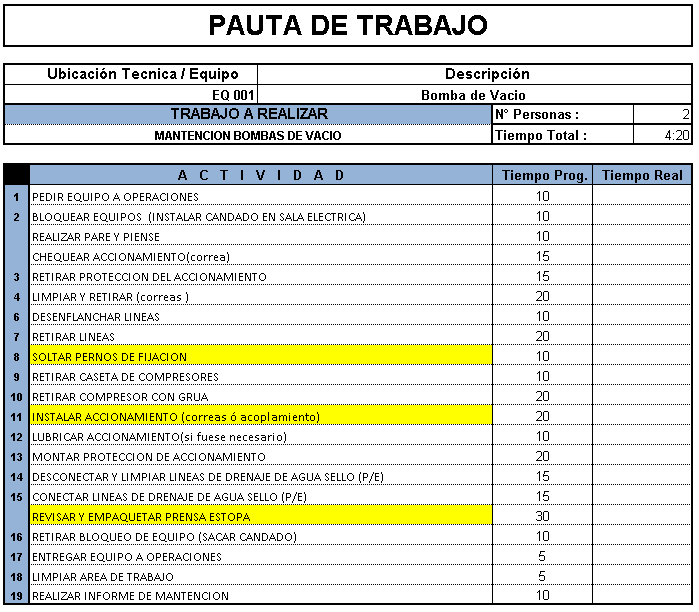 PAUTA DE TRABAJO
Ubicación Tecnica / Equipo Descripción
EQ 001 Bomba de Vacio
TRABAJO A REALIZAR N° Personas : 2
MANTENCION BOMBAS DE VACIO Tiempo Total : 4:20
A C T I V I D A D Tiempo Prog. Tiempo Real
1 PEDIR EQUIPO A OPERACIONES 10
2 BLOQUEAR EQUIPOS (INSTALAR CANDADO EN SALA ELECTRICA) 10
REALIZAR PARE Y PIENSE 10
CHEQUEAR ACCIONAMIENTO(correa) 15
3 RETIRAR PROTECCION DEL ACCIONAMIENTO 15
4 LIMPIAR Y RETIRAR (correas ) 20
6 DESENFLANCHAR LINEAS 10
7 RETIRAR LINEAS 20
8 SOLTAR PERNOS DE FIJACION 10
9 RETIRAR CASETA DE COMPRESORES 10
10 RETIRAR COMPRESOR CON GRUA 20
11 INSTALAR ACCIONAMIENTO (correas ó acoplamiento) 20
12 LUBRICAR ACCIONAMIENTO(si fuese necesario) 10
13 MONTAR PROTECCION DE ACCIONAMIENTO 20
14 DESCONECTAR Y LIMPIAR LINEAS DE DRENAJE DE AGUA SELLO (P/E) 15
15 CONECTAR LINEAS DE DRENAJE DE AGUA SELLO (P/E) 15
REVISAR Y EMPAQUETAR PRENSA ESTOPA 30
16 RETIRAR BLOQUEO DE EQUIPO (SACAR CANDADO) 10
17 ENTREGAR EQUIPO A OPERACIONES 5
18 LIMPIAR AREA DE TRABAJO 5
19 REALIZAR INFORME DE MANTENCION 10